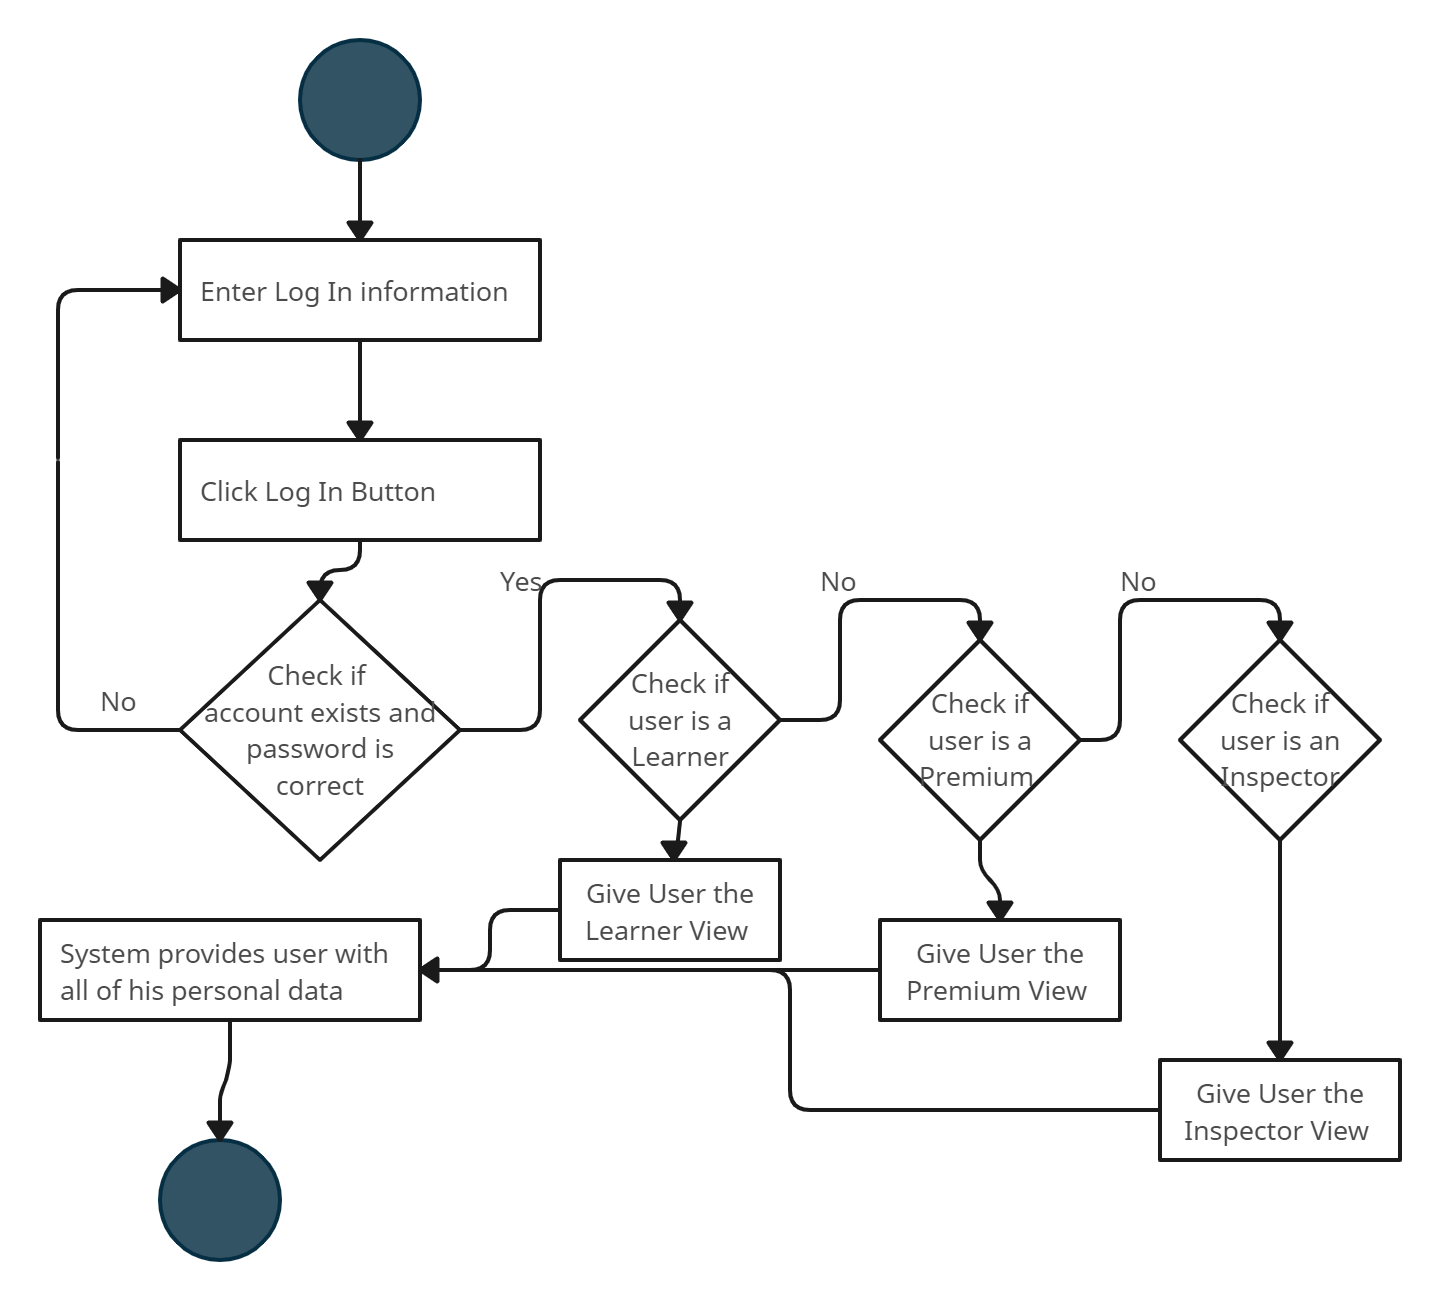 Enter Log In information
Click Log In Button
Yes
No
No
Check if
account exists and
password is
correct
No
Check if
user is a
Learner
Check if
user is a
Premium
Check if
user is an
Inspector
Give User the
Learner View
System provides user with
all of his personal data
Give User the
Premium View
Give User the
Inspector View